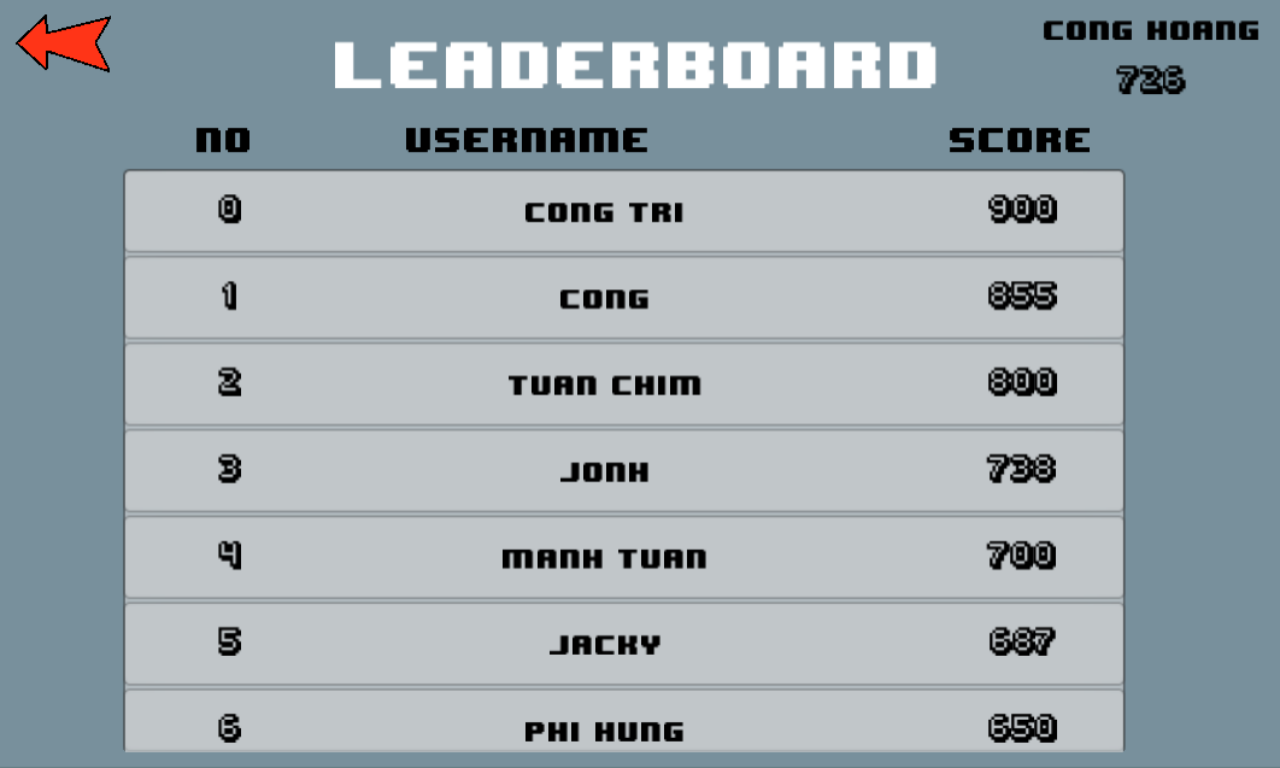 LEADERBOARD
CONG HOANG
726
NO USERNAME SCORE
0 CONG TRI 900
1 CONG 855
2 TUAN CHIM 800
3 JONH 738
4 MANH TUAN 700
5 JACKY 687
6 PHI HUNG 650